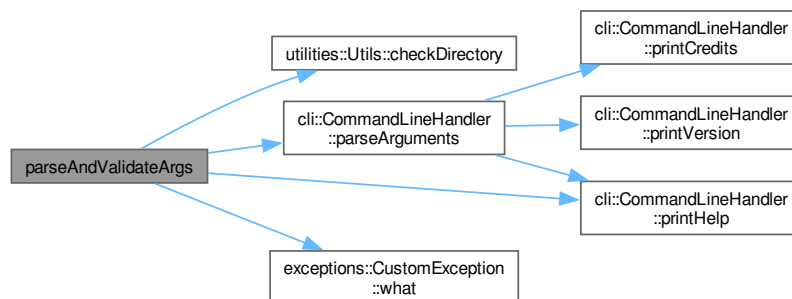 parseAndValidateArgs
utilities::Utils::checkDirectory
cli::CommandLineHandler
::parseArguments
exceptions::CustomException
::what
cli::CommandLineHandler
::printCredits
cli::CommandLineHandler
::printVersion
cli::CommandLineHandler
::printHelp